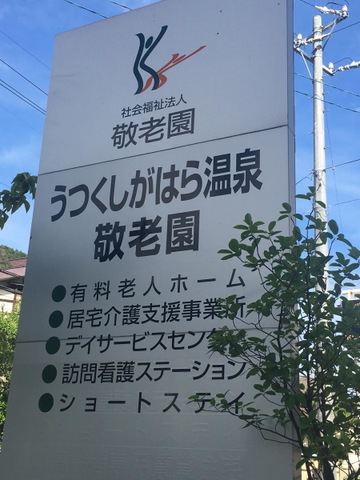 社会福祉法人
敬老園
うつくしがはら温泉
敬老園
●有料老人ホーム
●居宅介護支援事業所
●デイサービスセンター
●訪問看護ステーション
●ショートステイ